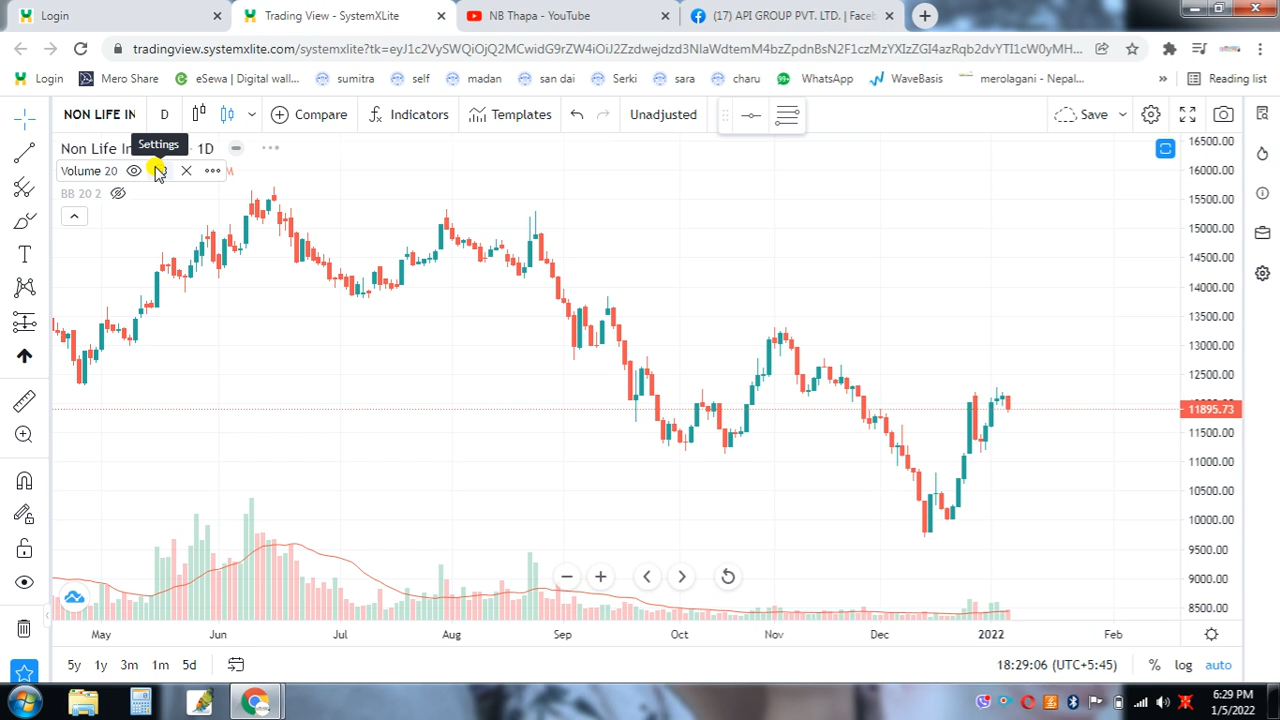 Login
Trading View - SystemXLite
NB Thapa - YouTube
(17) API GROUP PVT. LTD. | Faceb
tradingview.systemxlite/systemxlite?tk=
Login
Mero Share
eSewa | Digital wall...
sumitra
self
madan
san dai
Serki
sara
charu
99+
WhatsApp
WaveBasis
merolagani - Nepal...
»
Reading list
NON LIFE IN
D
Compare
Indicators
Templates
Unadjusted
Save
Settings
Non Life In
1D
Volume 20
M
BB 20 2
16500.00
16000.00
15500.00
15000.00
14500.00
14000.00
13500.00
13000.00
12500.00
11895.73
11500.00
11000.00
10500.00
10000.00
9500.00
9000.00
8500.00
May
Jun
Jul
Aug
Sep
Oct
Nov
Dec
2022
Feb
5y
1y
3m
1m
5d
18:29:06 (UTC+5:45)
%
log
auto
6:29 PM
1/5/2022